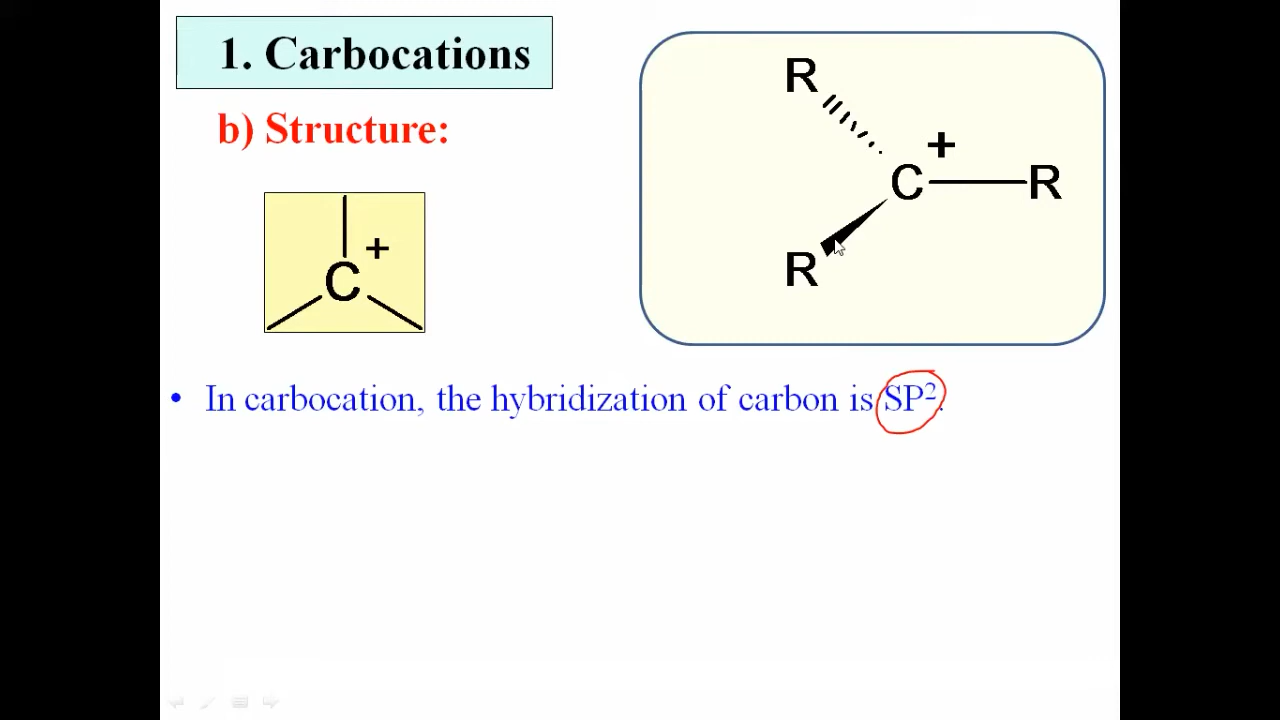 1. Carbocations
b) Structure:
R
+
C
R
R
+
C
• In carbocation, the hybridization of carbon is SP².